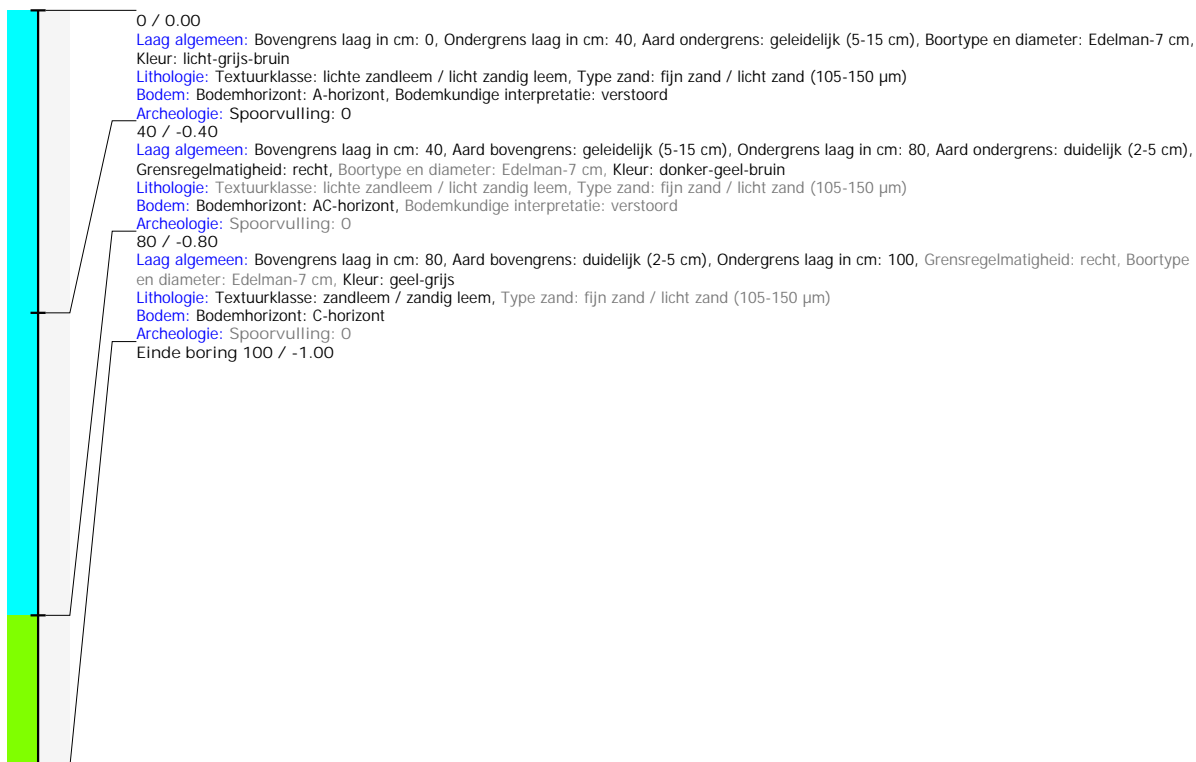 0 / 0.00
Laag algemeen: Bovengrens laag in cm: 0, Ondergrens laag in cm: 40, Aard ondergrens: geleidelijk (5-15 cm), Boortype en diameter: Edelman-7 cm,
Kleur: licht-grijs-bruin
Lithologie: Textuurklasse: lichte zandleem / licht zandig leem, Type zand: fijn zand / licht zand (105-150 µm)
Bodem: Bodemhorizont: A-horizont, Bodemkundige interpretatie: verstoord
Archeologie: Spoorvulling: 0
40 / -0.40
Laag algemeen: Bovengrens laag in cm: 40, Aard bovengrens: geleidelijk (5-15 cm), Ondergrens laag in cm: 80, Aard ondergrens: duidelijk (2-5 cm),
Grensregelmatigheid: recht, Boortype en diameter: Edelman-7 cm, Kleur: donker-geel-bruin
Lithologie: Textuurklasse: lichte zandleem / licht zandig leem, Type zand: fijn zand / licht zand (105-150 µm)
Bodem: Bodemhorizont: AC-horizont, Bodemkundige interpretatie: verstoord
Archeologie: Spoorvulling: 0
80 / -0.80
Laag algemeen: Bovengrens laag in cm: 80, Aard bovengrens: duidelijk (2-5 cm), Ondergrens laag in cm: 100, Grensregelmatigheid: recht, Boortype
en diameter: Edelman-7 cm, Kleur: geel-grijs
Lithologie: Textuurklasse: zandleem / zandig leem, Type zand: fijn zand / licht zand (105-150 µm)
Bodem: Bodemhorizont: C-horizont
Archeologie: Spoorvulling: 0
Einde boring 100 / -1.00